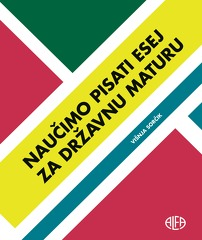 NAUČIMO PISATI ESEJ
ZA DRŽAVNU MATURU
VIŠNJA SORČIK
ALFA